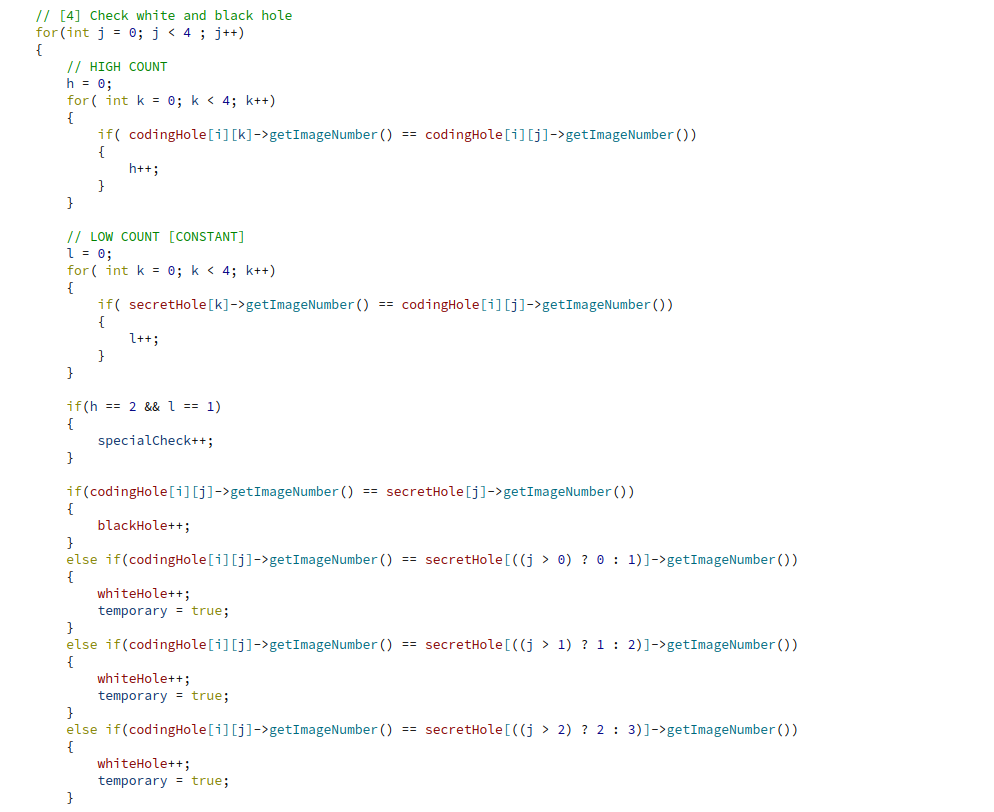 // [4] Check white and black hole
for(int j = 0; j < 4 ; j++)
{
// HIGH COUNT
h = 0;
for( int k = 0; k < 4; k++)
{
if( codingHole[i][k]->getImageNumber() == codingHole[i][j]->getImageNumber())
{
h++;
}
}
// LOW COUNT [CONSTANT]
l = 0;
for( int k = 0; k < 4; k++)
{
if( secretHole[k]->getImageNumber() == codingHole[i][j]->getImageNumber())
{
l++;
}
}
if(h == 2 && l == 1)
{
specialCheck++;
}
if(codingHole[i][j]->getImageNumber() == secretHole[j]->getImageNumber())
{
blackHole++;
}
else if(codingHole[i][j]->getImageNumber() == secretHole[((j > 0) ? 0 : 1)]->getImageNumber())
{
whiteHole++;
temporary = true;
}
else if(codingHole[i][j]->getImageNumber() == secretHole[((j > 1) ? 1 : 2)]->getImageNumber())
{
whiteHole++;
temporary = true;
}
else if(codingHole[i][j]->getImageNumber() == secretHole[((j > 2) ? 2 : 3)]->getImageNumber())
{
whiteHole++;
temporary = true;
}